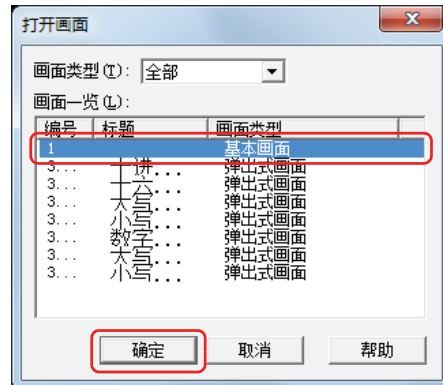 打开画面
画面类型(T): 全部
画面一览(L):
编号 标题 画面类型
1 基本画面
3... 十进... 弹出式画面
3... 十六... 弹出式画面
3... 大写... 弹出式画面
3... 小写... 弹出式画面
3... 数字... 弹出式画面
3... 大写... 弹出式画面
3... 小写... 弹出式画面
确定 取消 帮助